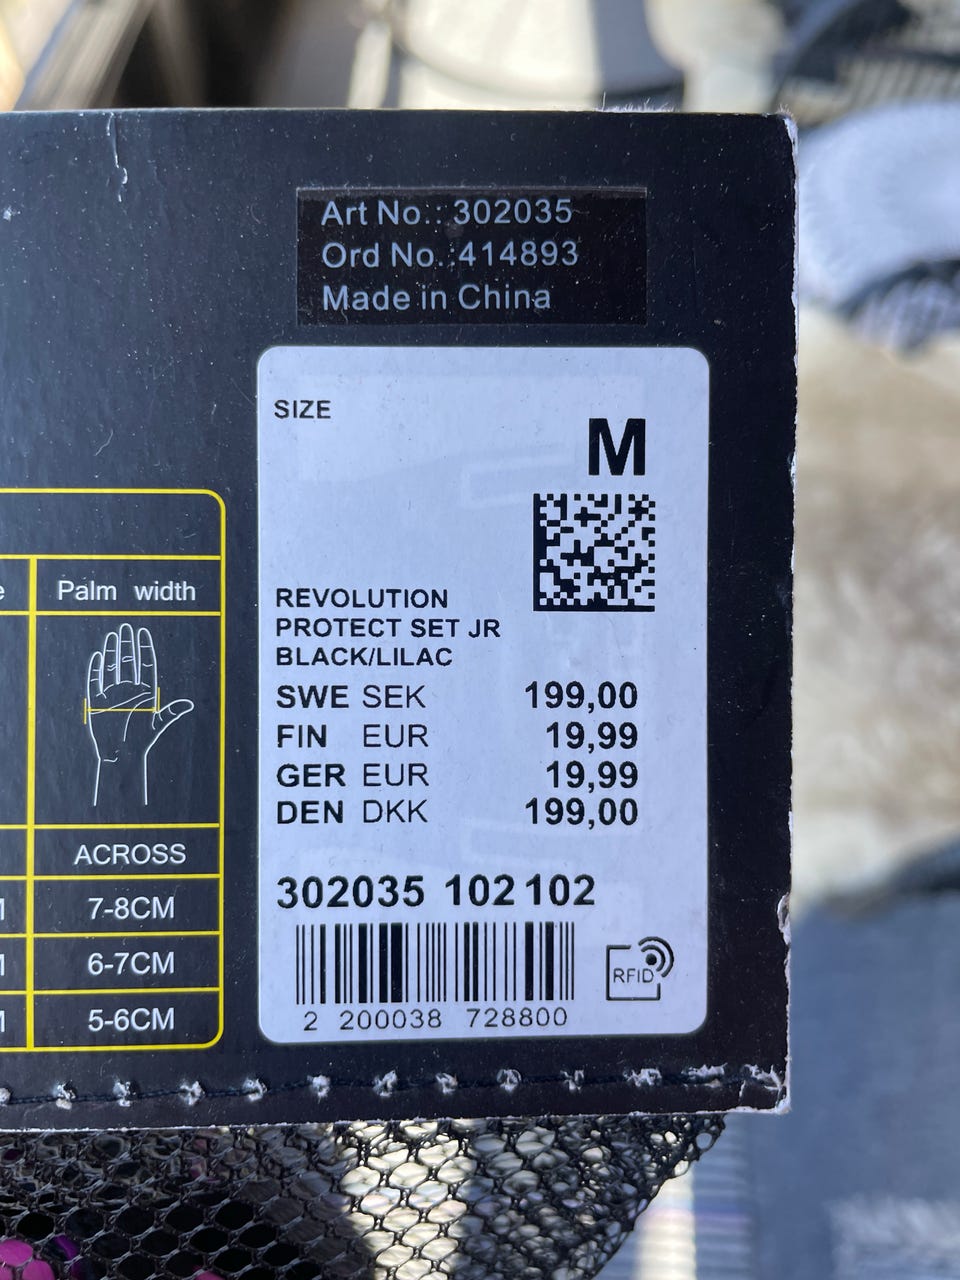 Art No.: 302035
Ord No.:414893
Made in China
SIZE
M
REVOLUTION
PROTECT SET JR
BLACK/LILAC
SWE SEK 199,00
FIN EUR 19,99
GER EUR 19,99
DEN DKK 199,00
302035 102 102
RFID
2 200038 728800
Palm width
ACROSS
7-8CM
6-7CM
5-6CM